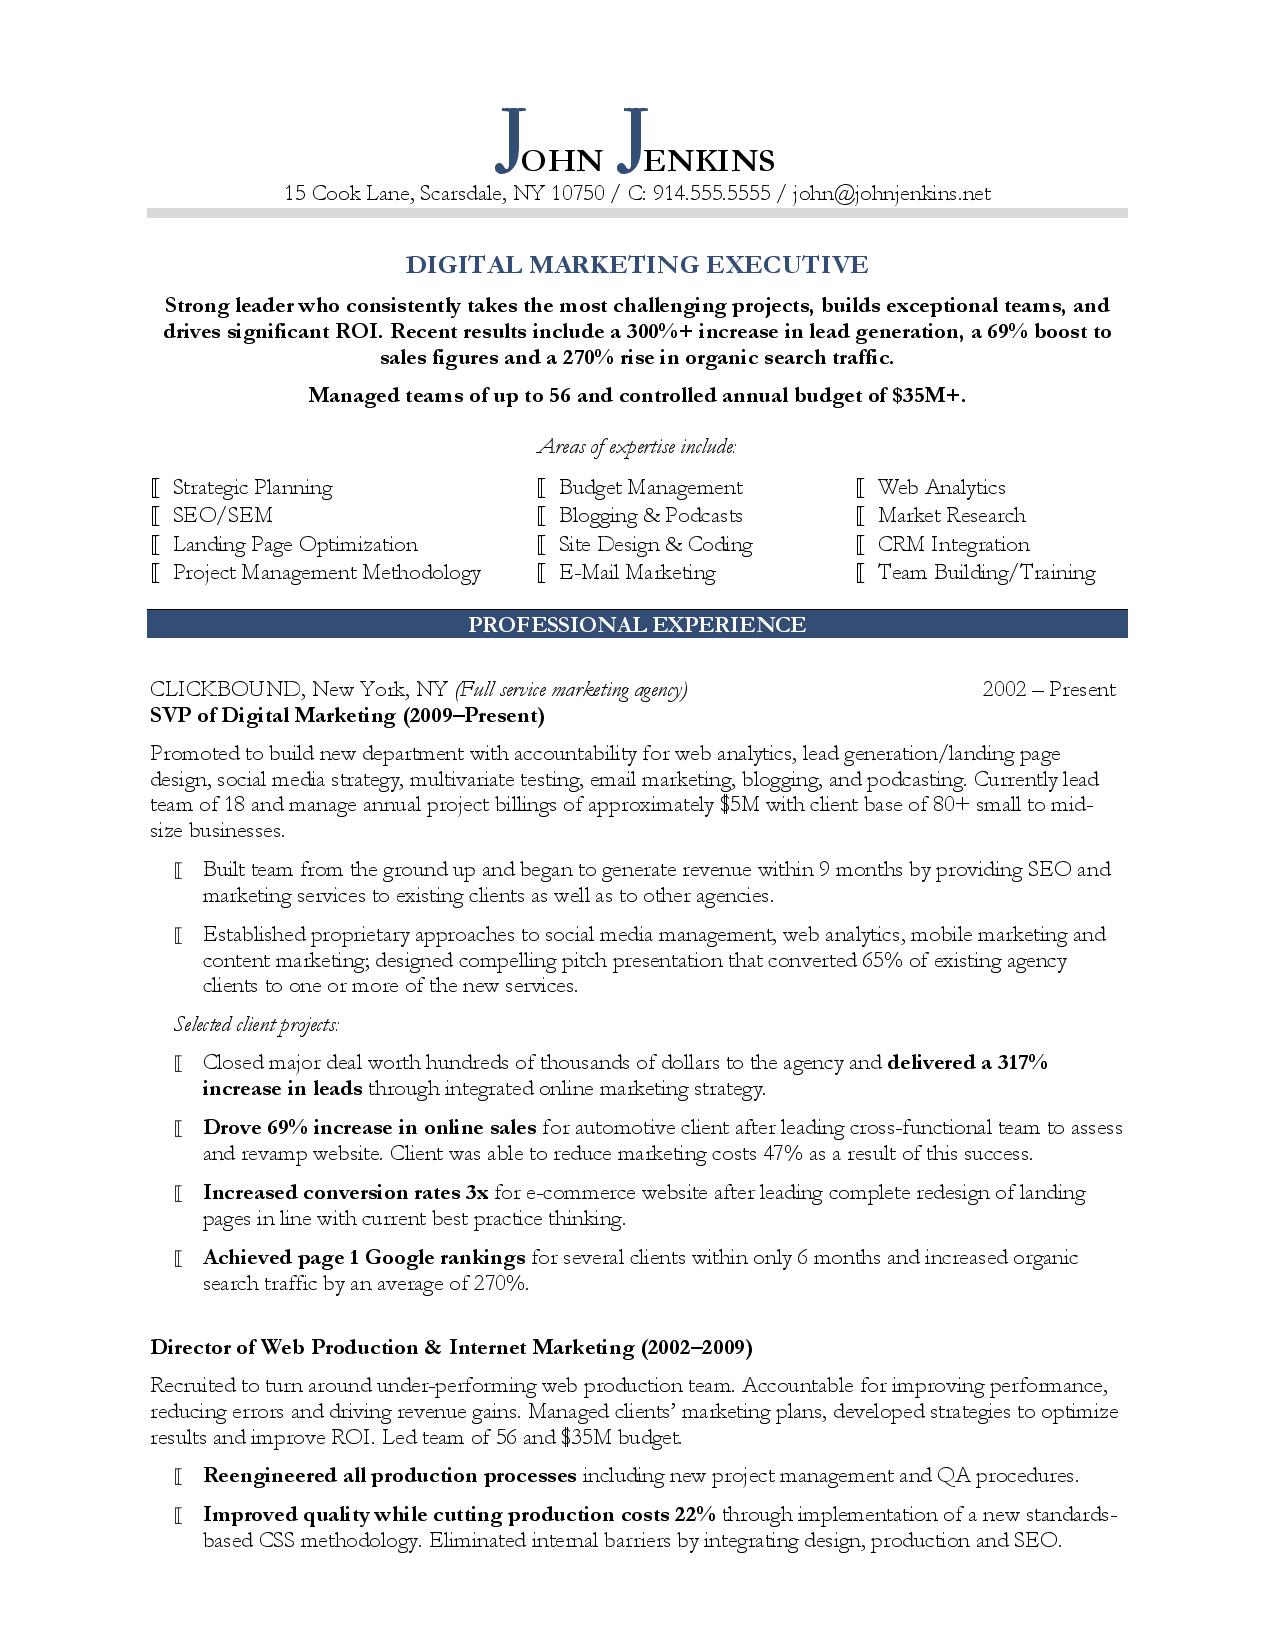 John Jenkins
15 Cook Lane, Scarsdale, NY 10750 / C: 914.555.5555 / john@johnjenkins.net
DIGITAL MARKETING EXECUTIVE
Strong leader who consistently takes the most challenging projects, builds exceptional teams, and
drives significant ROI. Recent results include a 300%+ increase in lead generation, a 69% boost to
sales figures and a 270% rise in organic search traffic.
Managed teams of up to 56 and controlled annual budget of $35M+.
Areas of expertise include:
⟦ Strategic Planning
⟦ SEO/SEM
⟦ Landing Page Optimization
⟦ Project Management Methodology
⟦ Budget Management
⟦ Blogging & Podcasts
⟦ Site Design & Coding
⟦ E-Mail Marketing
⟦ Web Analytics
⟦ Market Research
⟦ CRM Integration
⟦ Team Building/Training
PROFESSIONAL EXPERIENCE
CLICKBOUND, New York, NY (Full service marketing agency) 2002 – Present
SVP of Digital Marketing (2009–Present)
Promoted to build new department with accountability for web analytics, lead generation/landing page
design, social media strategy, multivariate testing, email marketing, blogging, and podcasting. Currently lead
team of 18 and manage annual project billings of approximately $5M with client base of 80+ small to mid-
size businesses.
⟦ Built team from the ground up and began to generate revenue within 9 months by providing SEO and
marketing services to existing clients as well as to other agencies.
⟦ Established proprietary approaches to social media management, web analytics, mobile marketing and
content marketing; designed compelling pitch presentation that converted 65% of existing agency
clients to one or more of the new services.
Selected client projects:
⟦ Closed major deal worth hundreds of thousands of dollars to the agency and delivered a 317%
increase in leads through integrated online marketing strategy.
⟦ Drove 69% increase in online sales for automotive client after leading cross-functional team to assess
and revamp website. Client was able to reduce marketing costs 47% as a result of this success.
⟦ Increased conversion rates 3x for e-commerce website after leading complete redesign of landing
pages in line with current best practice thinking.
⟦ Achieved page 1 Google rankings for several clients within only 6 months and increased organic
search traffic by an average of 270%.
Director of Web Production & Internet Marketing (2002–2009)
Recruited to turn around under-performing web production team. Accountable for improving performance,
reducing errors and driving revenue gains. Managed clients’ marketing plans, developed strategies to optimize
results and improve ROI. Led team of 56 and $35M budget.
⟦ Reengineered all production processes including new project management and QA procedures.
⟦ Improved quality while cutting production costs 22% through implementation of a new standards-
based CSS methodology. Eliminated internal barriers by integrating design, production and SEO.